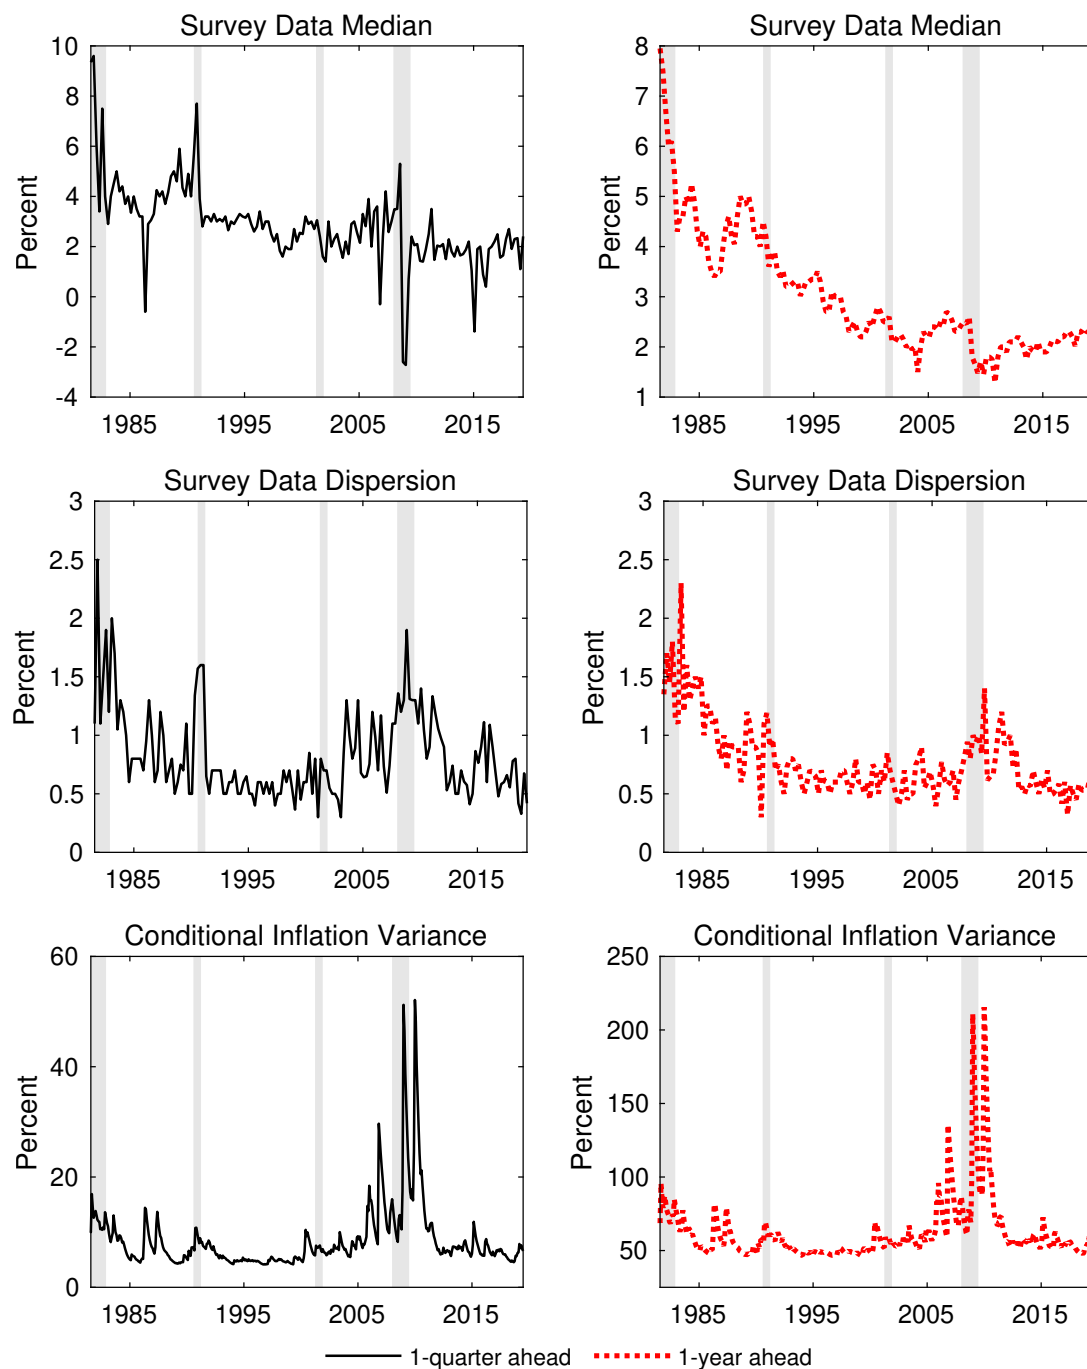 Survey Data Median
Survey Data Median
Percent
10
8
6
4
2
0
-2
-4
1985 1995 2005 2015
Percent
8
7
6
5
4
3
2
1
1985 1995 2005 2015
Survey Data Dispersion
Survey Data Dispersion
Percent
3
2.5
2
1.5
1
0.5
0
1985 1995 2005 2015
Percent
3
2.5
2
1.5
1
0.5
0
1985 1995 2005 2015
Conditional Inflation Variance
Conditional Inflation Variance
Percent
60
40
20
0
1985 1995 2005 2015
Percent
250
200
150
100
50
1985 1995 2005 2015
1-quarter ahead 1-year ahead